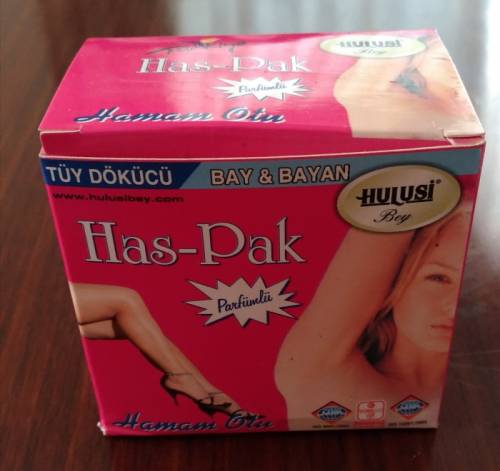 Has-Pak
HULUSi
Bey
Parfümlü
Hamam Otu
TÜY DÖKÜCÜ
BAY & BAYAN
www.hulusibey.com
HULUSi
Bey
Has-Pak
Parfümlü
Hamam Otu